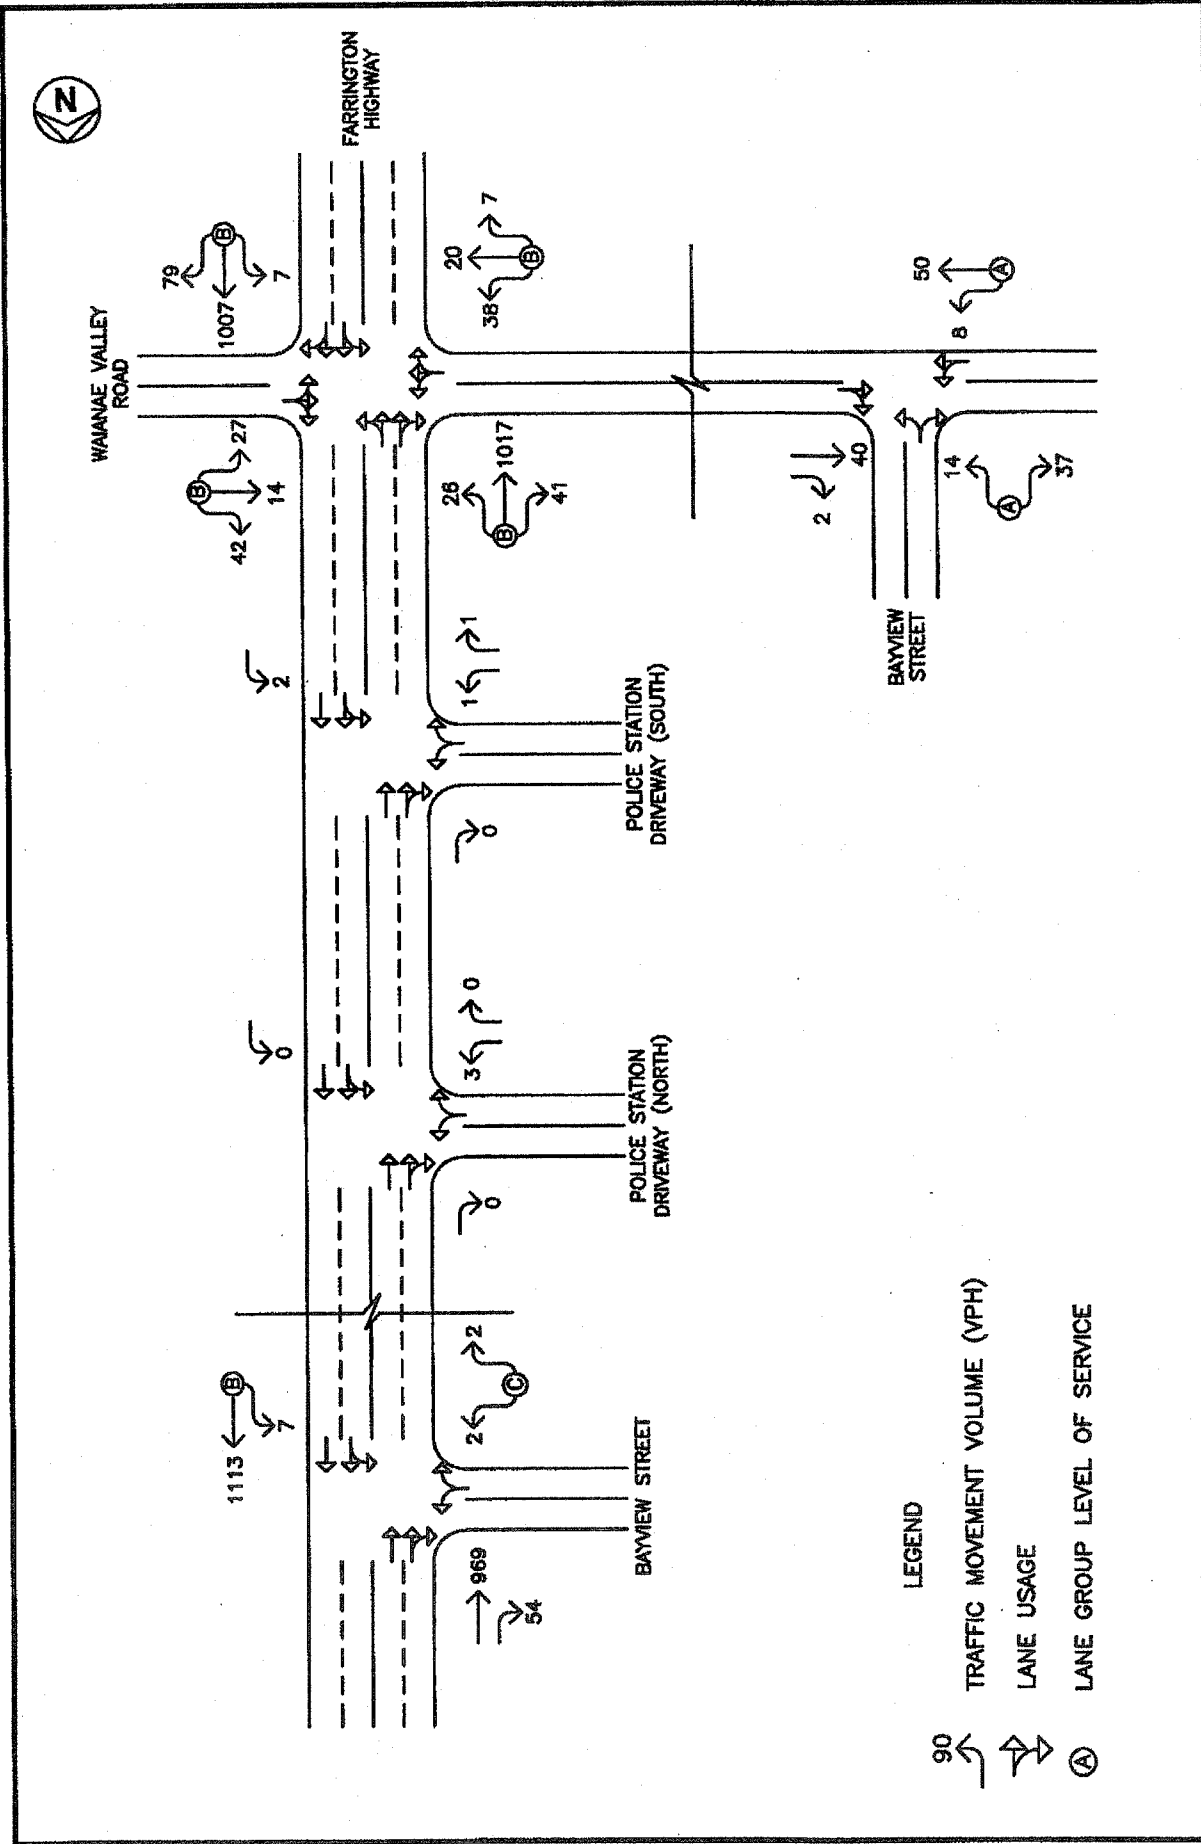 N
FARRINGTON
HIGHWAY
WAIANAE VALLEY
ROAD
79
B
1007
7
20
7
38
B
27
B
14
42
26
1017
B
41
50
8
A
40
2
14
A
37
BAYVIEW
STREET
2
1
1
POLICE STATION
DRIVEWAY (SOUTH)
0
0
3
0
POLICE STATION
DRIVEWAY (NORTH)
0
1113
B
7
2
2
C
BAYVIEW STREET
969
54
LEGEND
90
TRAFFIC MOVEMENT VOLUME (VPH)
LANE USAGE
A
LANE GROUP LEVEL OF SERVICE